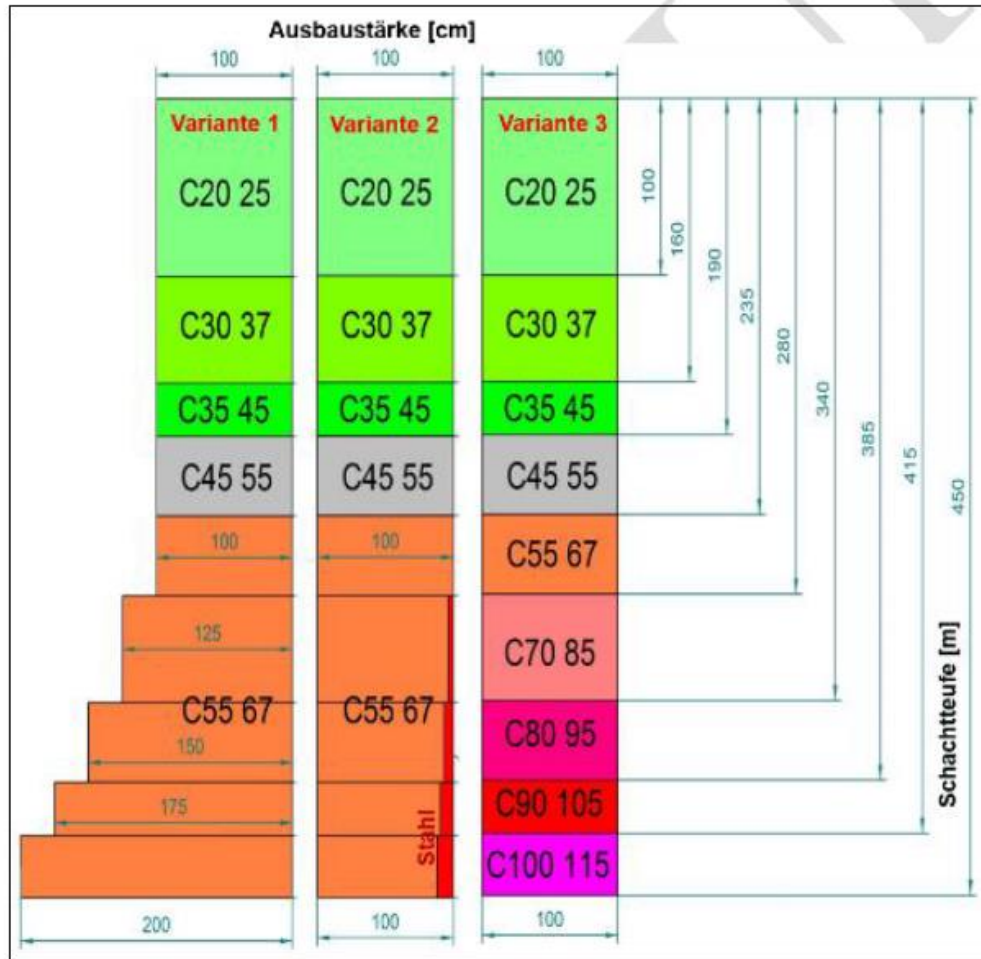 Ausbaustärke [cm]
100 100 100
Variante 1 Variante 2 Variante 3
C20 25 C20 25 C20 25
100
160
190
235
280
340
385
415
450
C30 37 C30 37 C30 37
C35 45 C35 45 C35 45
C45 55 C45 55 C45 55
100 100 C55 67
125
C70 85
C55 67 C55 67 C80 95
150
175
Stahl
C90 105
C100 115
Schachtteufe [m]
200 100 100